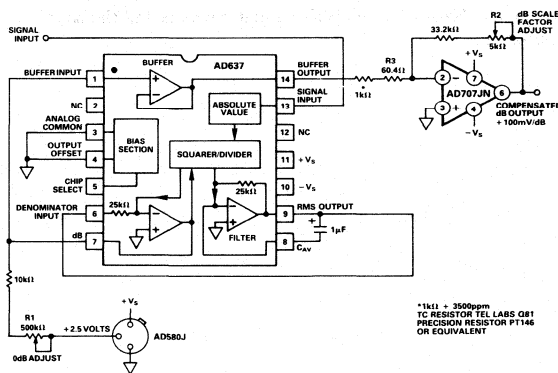 SIGNAL
INPUT
BUFFER
AD637
BUFFER
OUTPUT
33.2kΩ
R2
dB SCALE
FACTOR
ADJUST
5kΩ
R3
60.4Ω
*
1kΩ
+VS
AD707JN
-VS
COMPENSATED
dB OUTPUT
+ 100mV/dB
2
3
7
4
6
-
+
BUFFER INPUT
1
14
NC
2
ABSOLUTE
VALUE
13
SIGNAL
INPUT
ANALOG
COMMON
3
BIAS
SECTION
12
NC
OUTPUT
OFFSET
4
SQUARER/DIVIDER
11
+VS
CHIP
SELECT
5
25kΩ
10
-VS
DENOMINATOR
INPUT
6
25kΩ
9
RMS OUTPUT
dB
7
FILTER
8
CAV
+
1µF
10kΩ
R1
500kΩ
0dB ADJUST
+2.5 VOLTS
+VS
AD580J
*1kΩ + 3500ppm
TC RESISTOR TEL LABS Q81
PRECISION RESISTOR PT146
OR EQUIVALENT